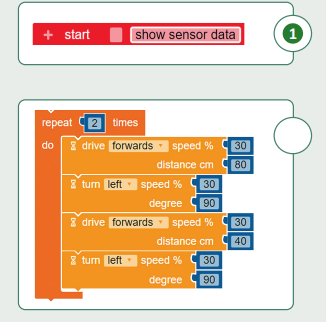 + start show sensor data
1
repeat 2 times
do drive forwards speed % 30
distance cm 80
turn left speed % 30
degree 90
drive forwards speed % 30
distance cm 40
turn left speed % 30
degree 90